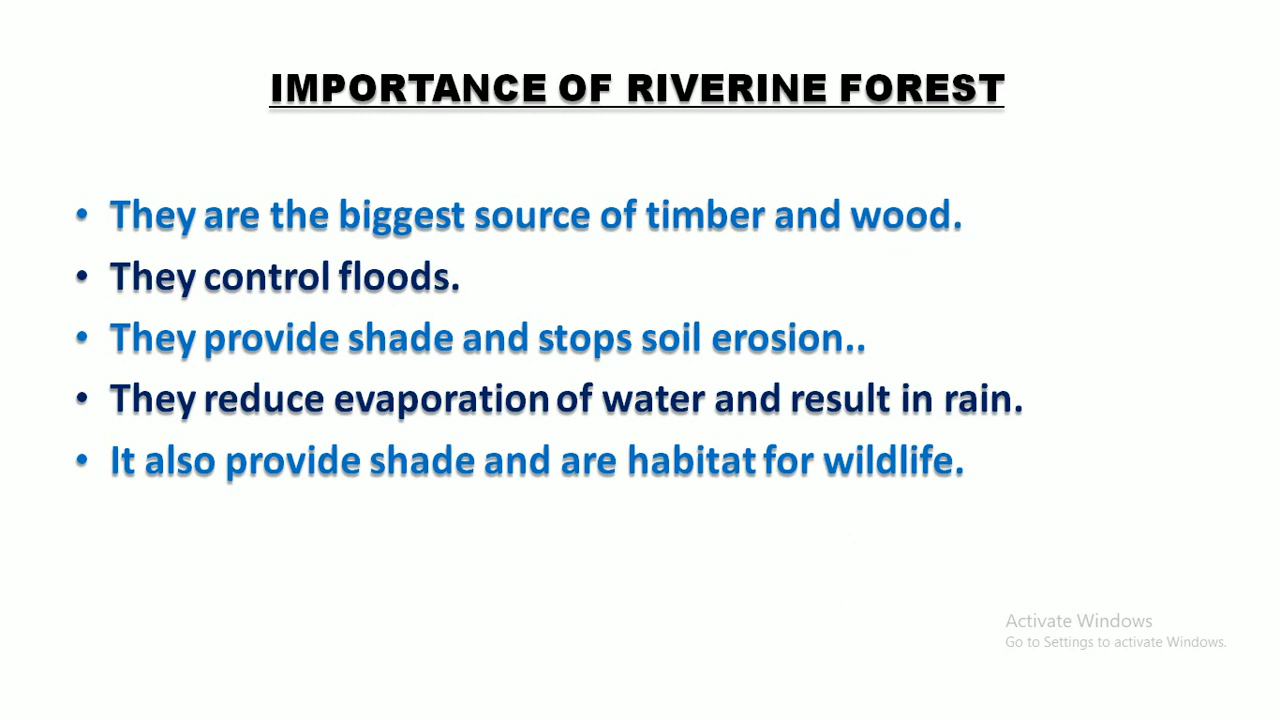 IMPORTANCE OF RIVERINE FOREST
• They are the biggest source of timber and wood.
• They control floods.
• They provide shade and stops soil erosion..
• They reduce evaporation of water and result in rain.
• It also provide shade and are habitat for wildlife.
Activate Windows
Go to Settings to activate Windows.